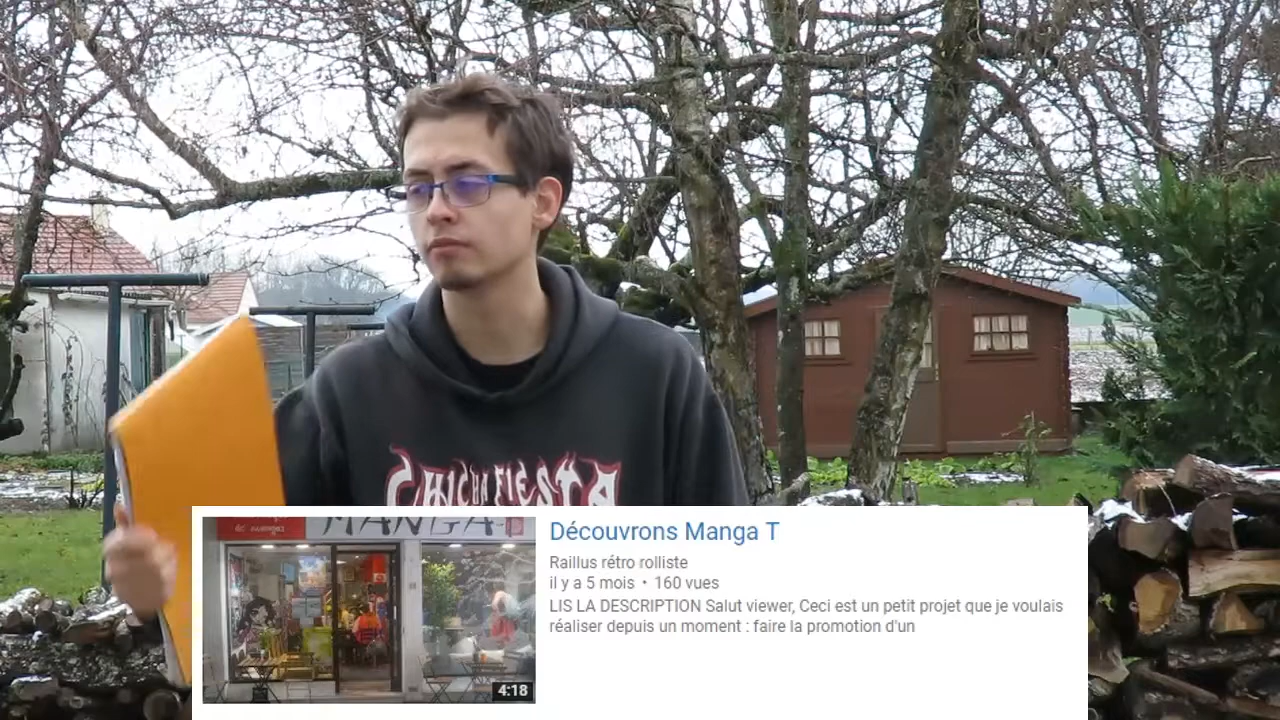 CHICHA FIESTA
MANGA
Découvrons Manga T
Raillus rétro rolliste
il y a 5 mois • 160 vues
LIS LA DESCRIPTION Salut viewer, Ceci est un petit projet que je voulais
réaliser depuis un moment : faire la promotion d'un
4:18